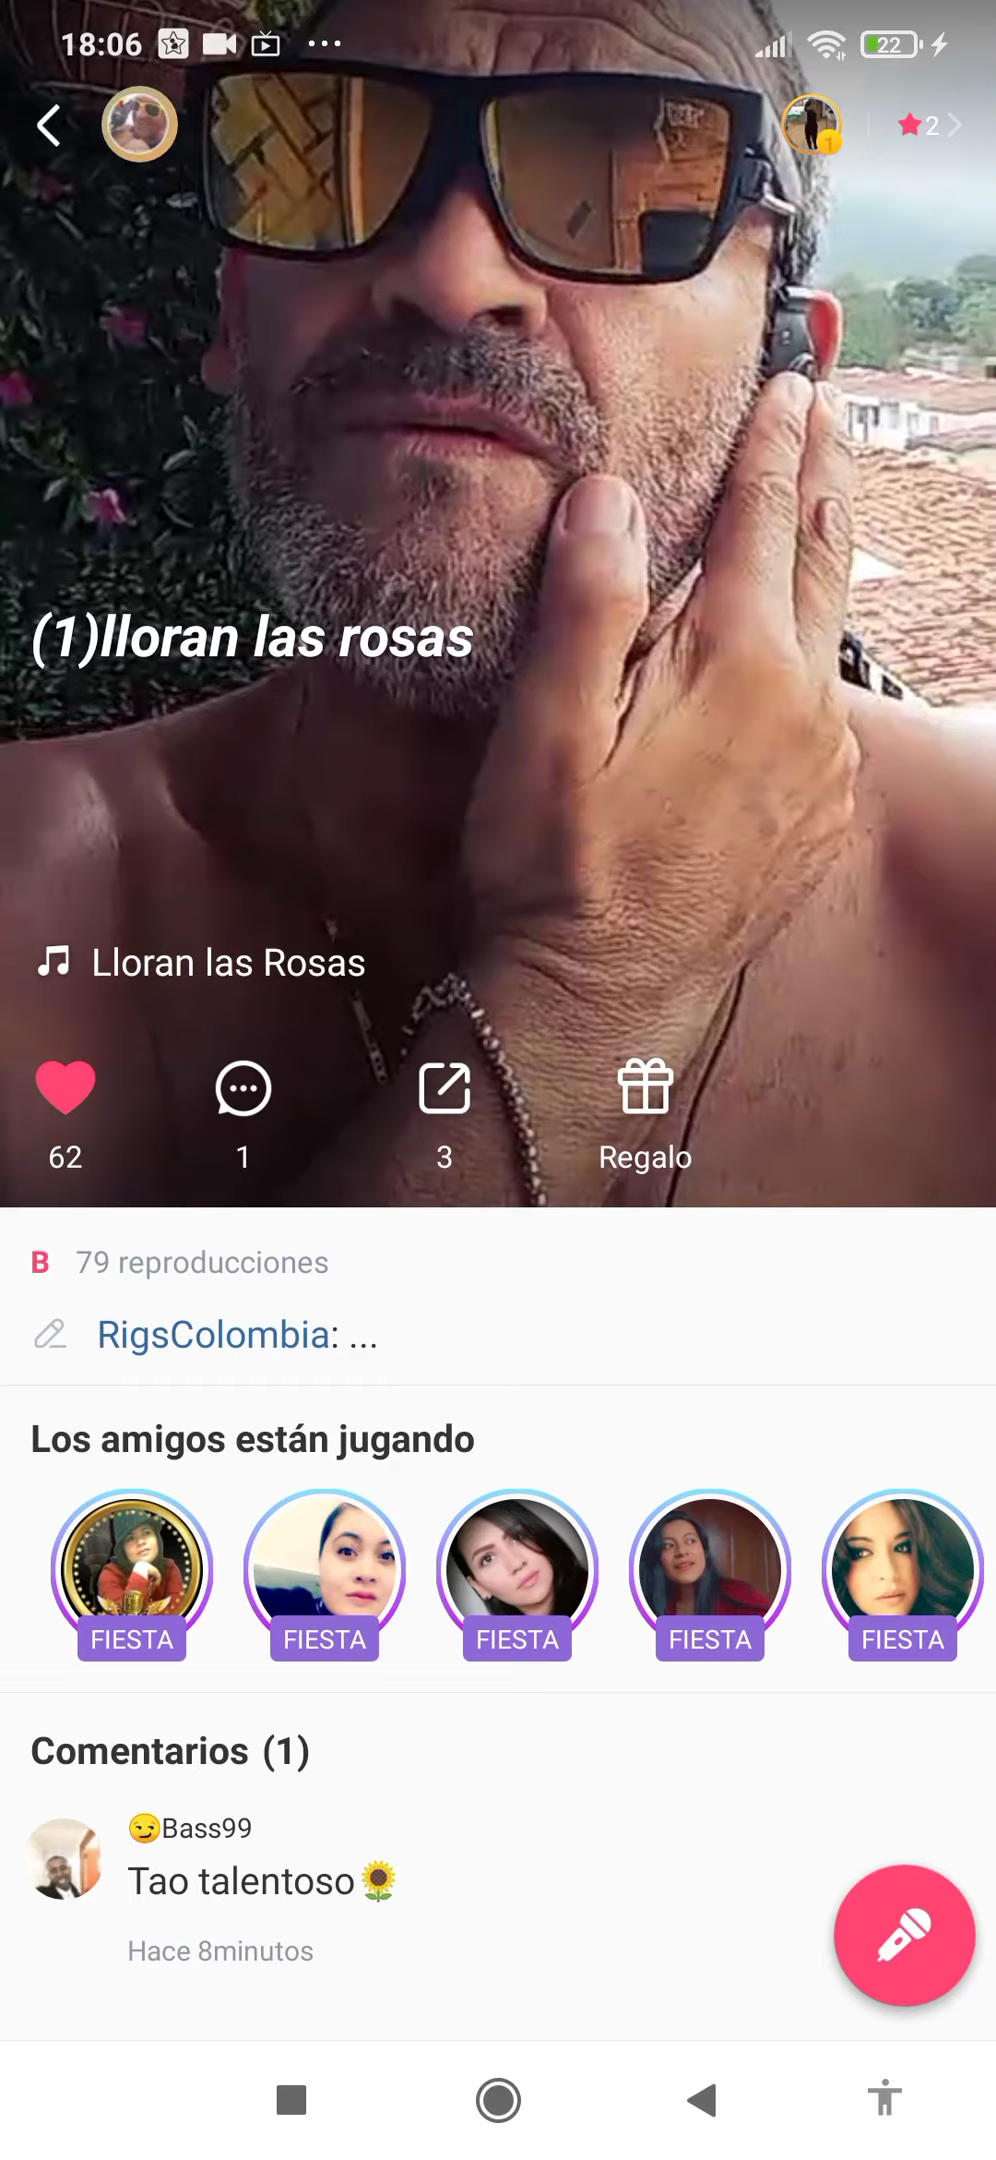 18:06
22
1
2
(1)lloran las rosas
Lloran las Rosas
62
1
3
Regalo
B 79 reproducciones
RigsColombia: ...
Los amigos están jugando
FIESTA
FIESTA
FIESTA
FIESTA
FIESTA
Comentarios (1)
😏Bass99
Tao talentoso🌻
Hace 8minutos